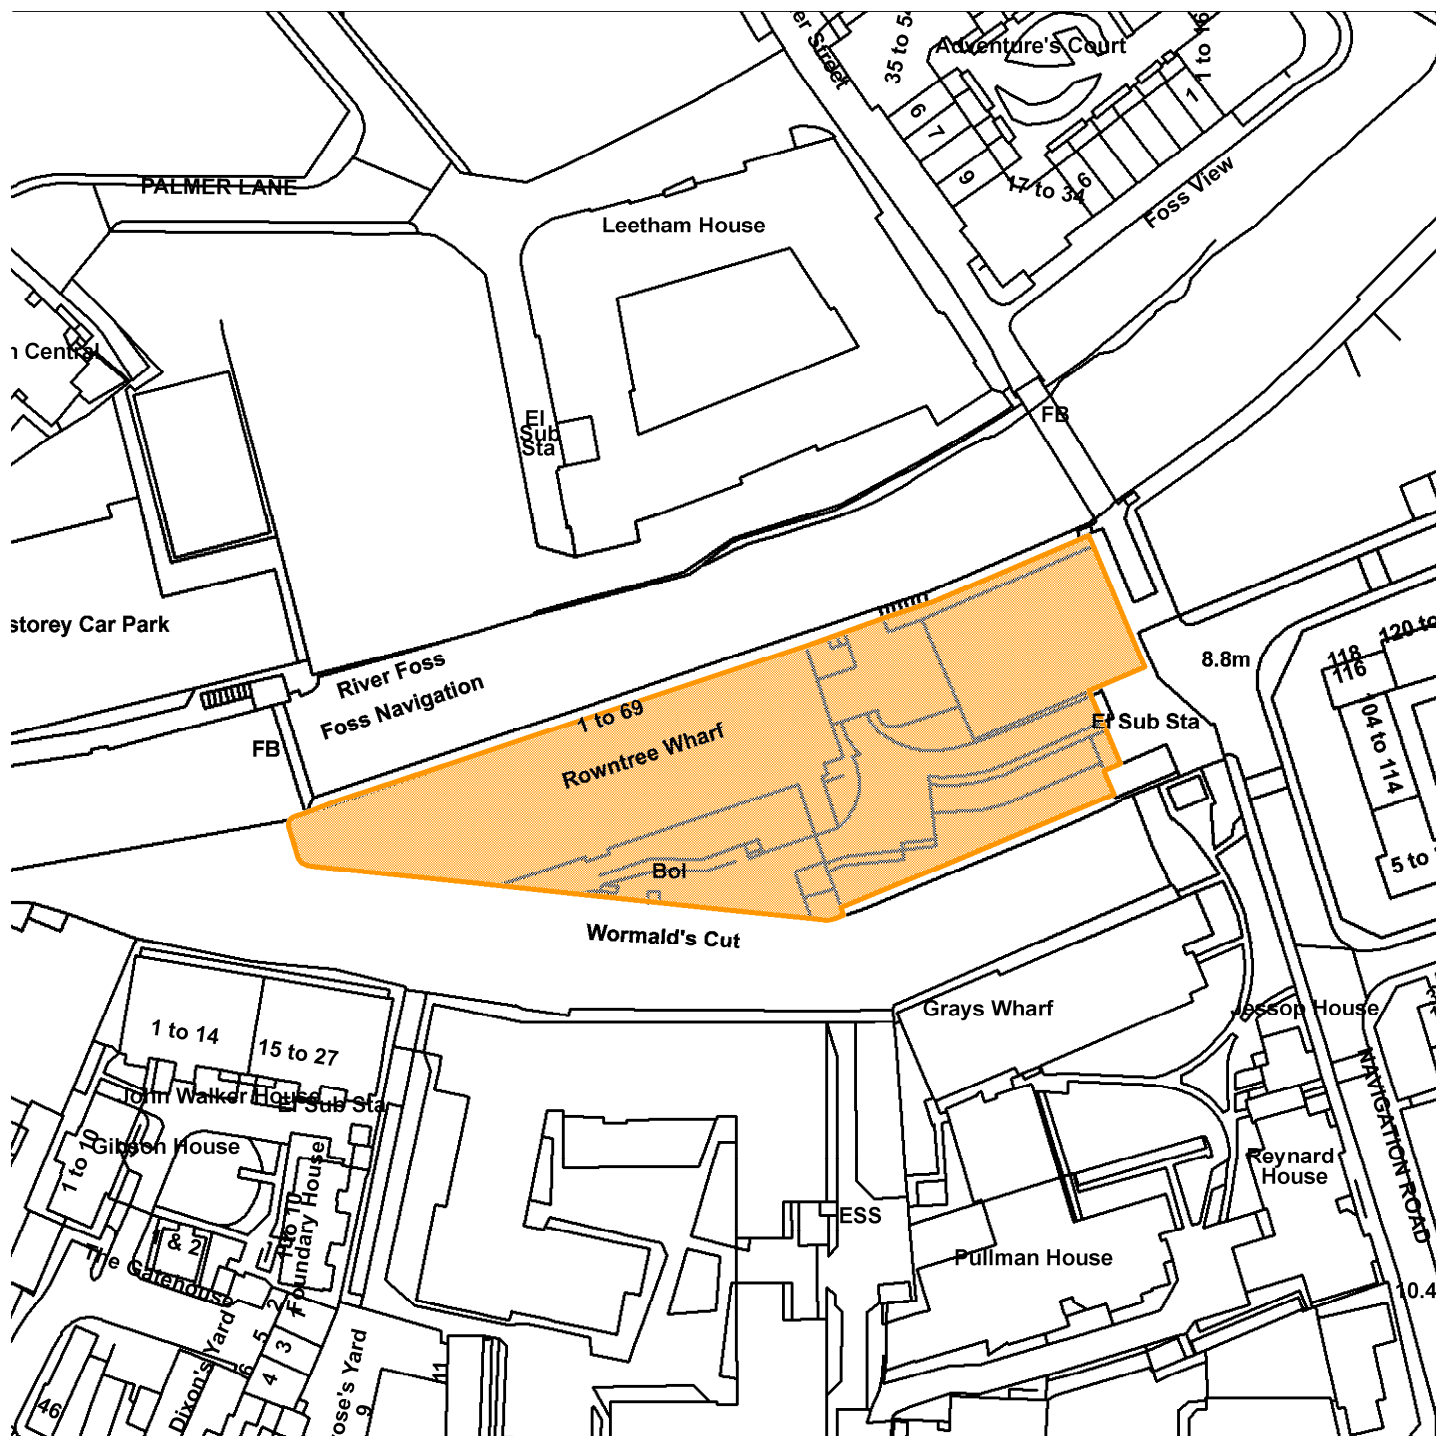 35 to 54
Adventure's Court
1 to 16
6
7
9
1
17 to 34
6
Foss View
PALMER LANE
Leetham House
El
Sub
Sta
FB
storey Car Park
River Foss
Foss Navigation
FB
1 to 69
Rowntree Wharf
Bol
Wormald's Cut
El Sub Sta
8.8m
118
116
120 to
104 to 114
5 to
Central
Grays Wharf
Jessop House
NAVIGATION ROAD
1 to 14
15 to 27
John Walker House
El Sub Sta
Gibson House
1 to 10
Foundary House
1 & 2
The Gatehouse
Dixon's Yard
2
1
5
3
6
4
46
11
9
ose's Yard
ESS
Pullman House
Reynard
House
10.4
Street